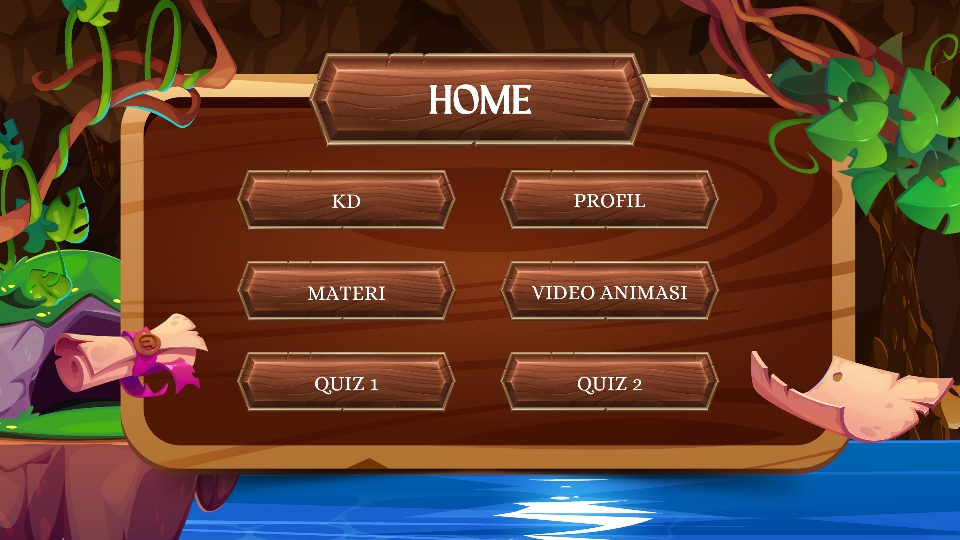 HOME
KD
PROFIL
MATERI
VIDEO ANIMASI
QUIZ 1
QUIZ 2